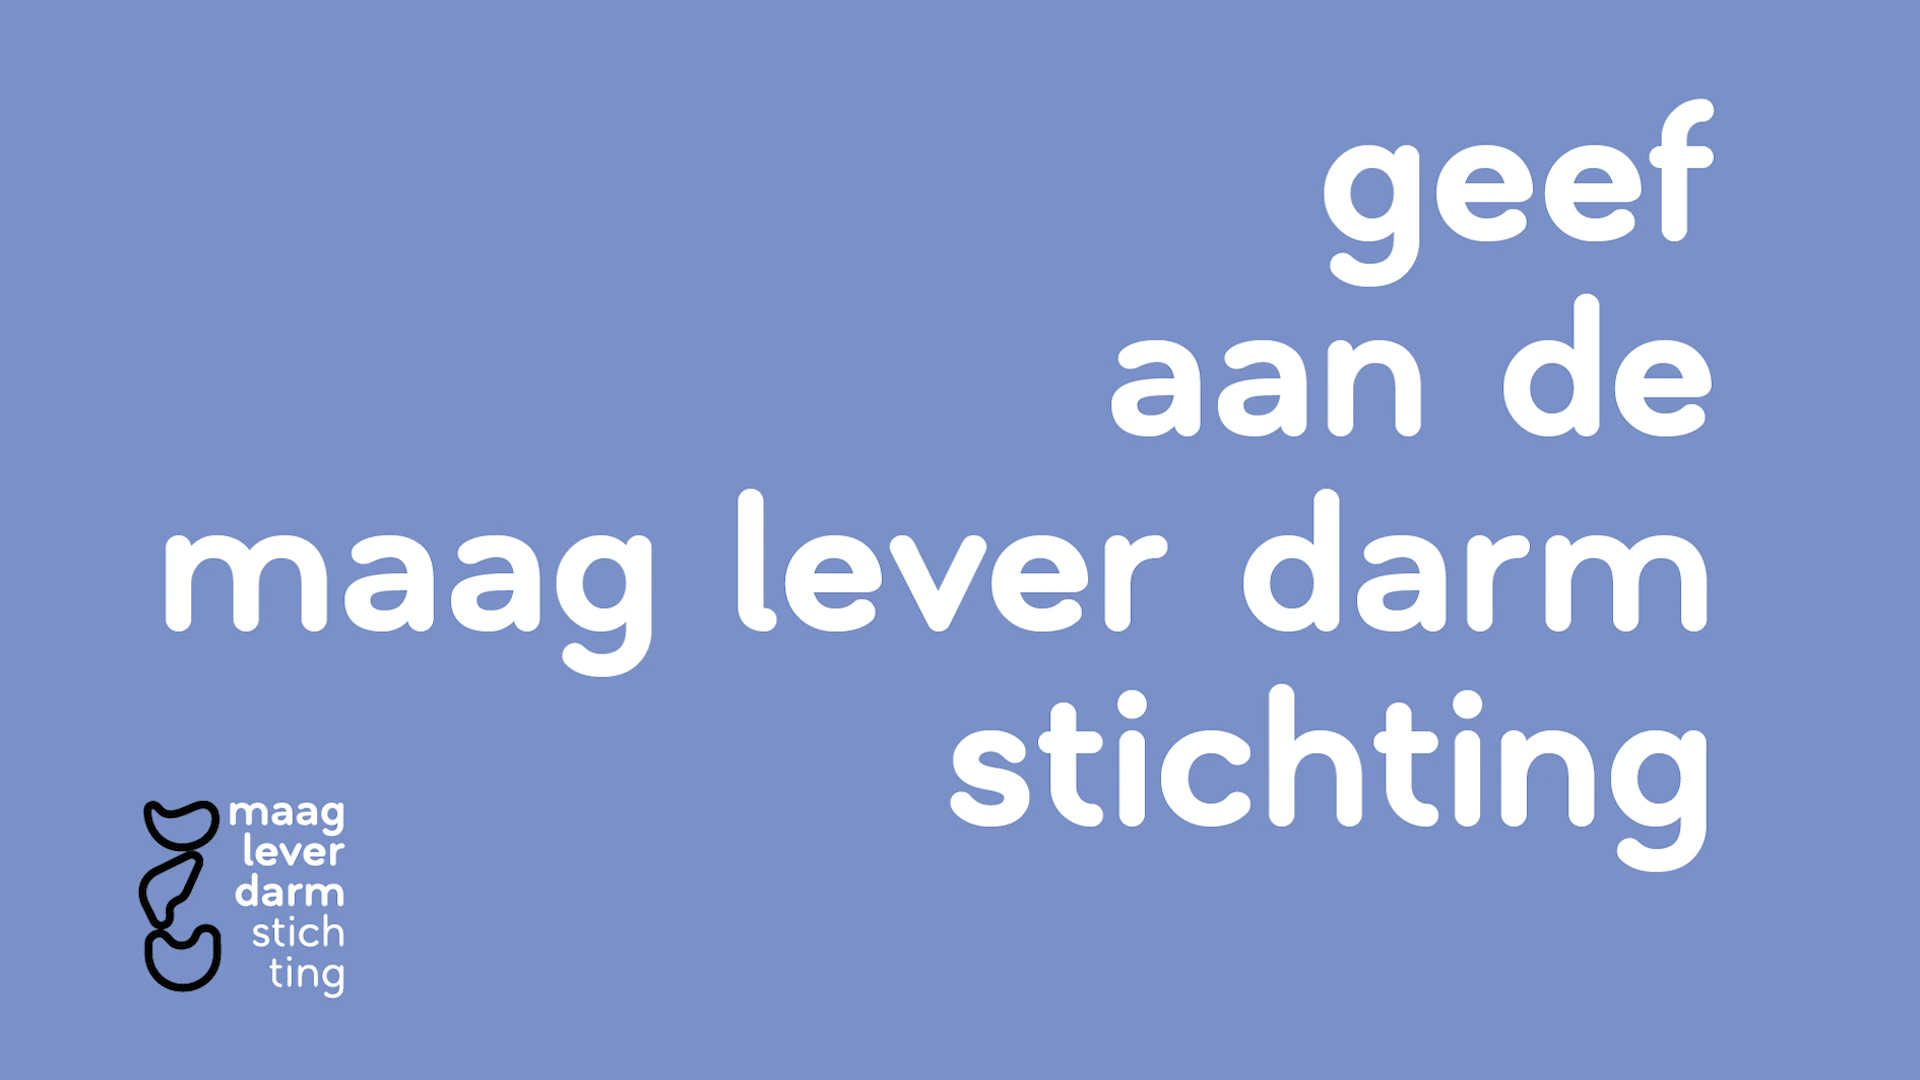 geef
aan de
maag lever darm
stichting
maag
lever
darm
stich
ting